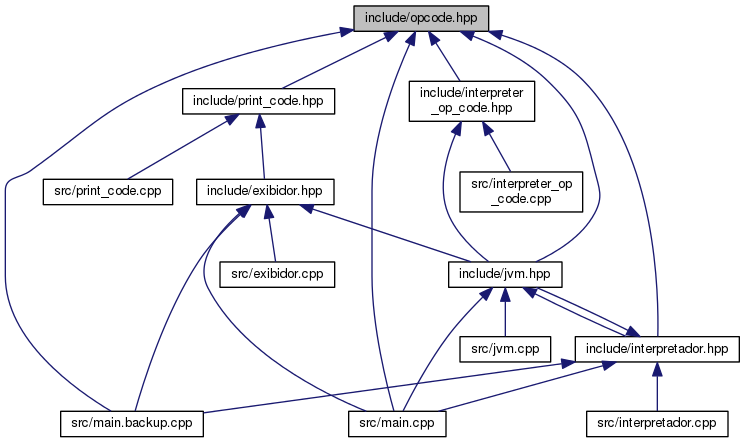 include/opcode.hpp
include/print_code.hpp
include/interpreter
_op_code.hpp
src/print_code.cpp
include/exibidor.hpp
src/interpreter_op
_code.cpp
src/exibidor.cpp
include/jvm.hpp
src/jvm.cpp
include/interpretador.hpp
src/main.backup.cpp
src/main.cpp
src/interpretador.cpp